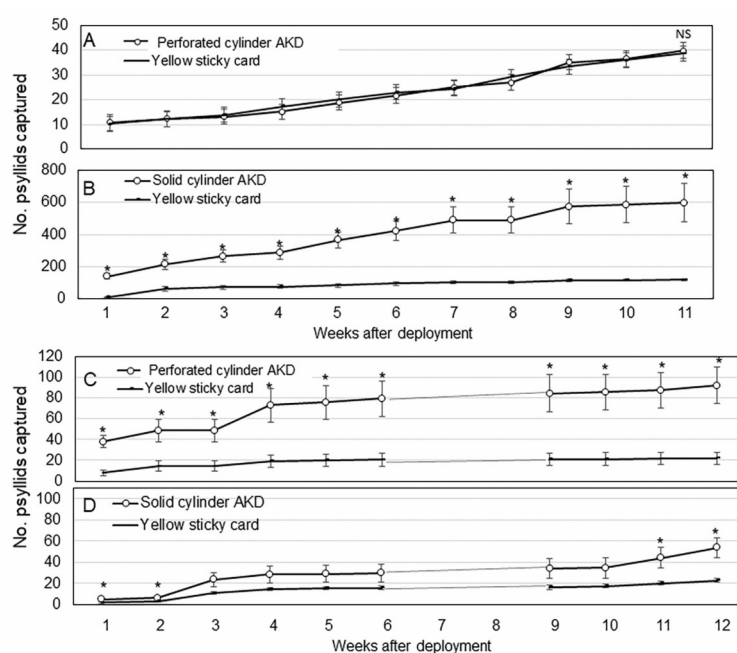 No. psyllids captured
50
40
30
20
10
0
A
Perforated cylinder AKD
Yellow sticky card
NS
800
600
400
200
0
B
Solid cylinder AKD
Yellow sticky card
* * * * * * * * * * *
1 2 3 4 5 6 7 8 9 10 11
Weeks after deployment
No. psyllids captured
120
100
80
60
40
20
0
C
Perforated cylinder AKD
Yellow sticky card
* * * * * * * * * *
100
80
60
40
20
0
D
Solid cylinder AKD
Yellow sticky card
* * * *
1 2 3 4 5 6 7 8 9 10 11 12
Weeks after deployment